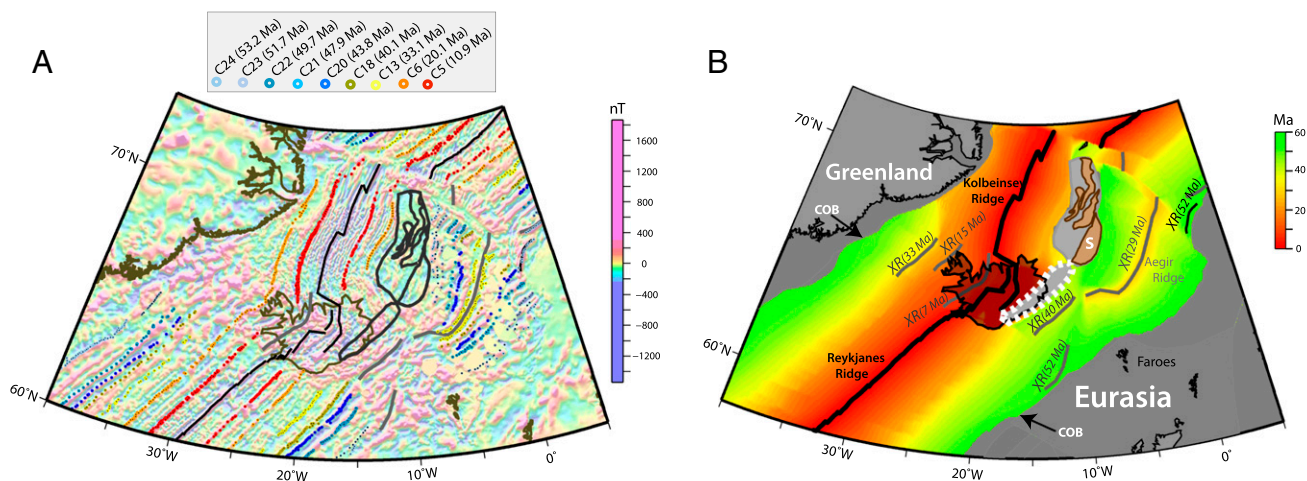 A
C24 (53.2 Ma)
C23 (51.7 Ma)
C22 (49.7 Ma)
C21 (47.9 Ma)
C20 (43.8 Ma)
C18 (40.1 Ma)
C13 (33.1 Ma)
C6 (20.1 Ma)
C5 (10.9 Ma)
nT
1600
1200
800
400
0
−400
−800
−1200
70˚N
60˚N
30˚W
20˚W
10˚W
0˚
B
Ma
60
40
20
0
70˚N
60˚N
20˚W
10˚W
0˚
Greenland
COB
Kolbeinsey
Ridge
XR(33 Ma)
XR(15 Ma)
XR(7 Ma)
S
XR(29 Ma)
XR(52 Ma)
Aegir
Ridge
XR(40 Ma)
Reykjanes
Ridge
XR(52 Ma)
Faroes
Eurasia
COB